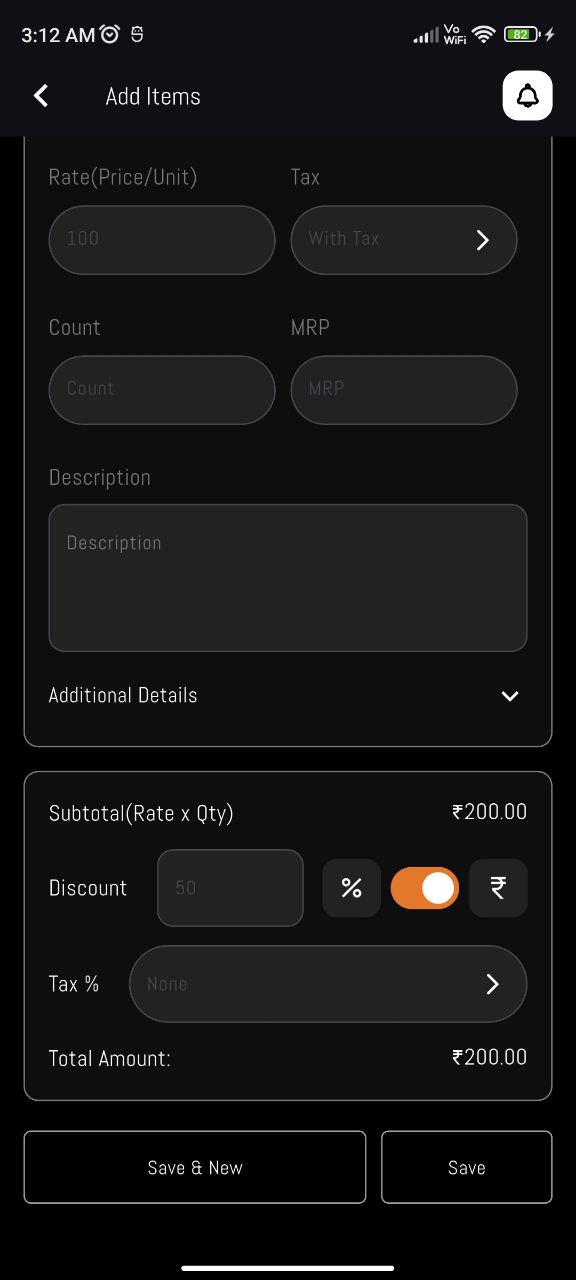 3:12 AM
Vo
WiFi
82
Add Items
Rate(Price/Unit) Tax
100 With Tax
Count MRP
Count MRP
Description
Description
Additional Details
Subtotal(Rate x Qty) ₹200.00
Discount 50 % ₹
Tax % None
Total Amount: ₹200.00
Save & New Save